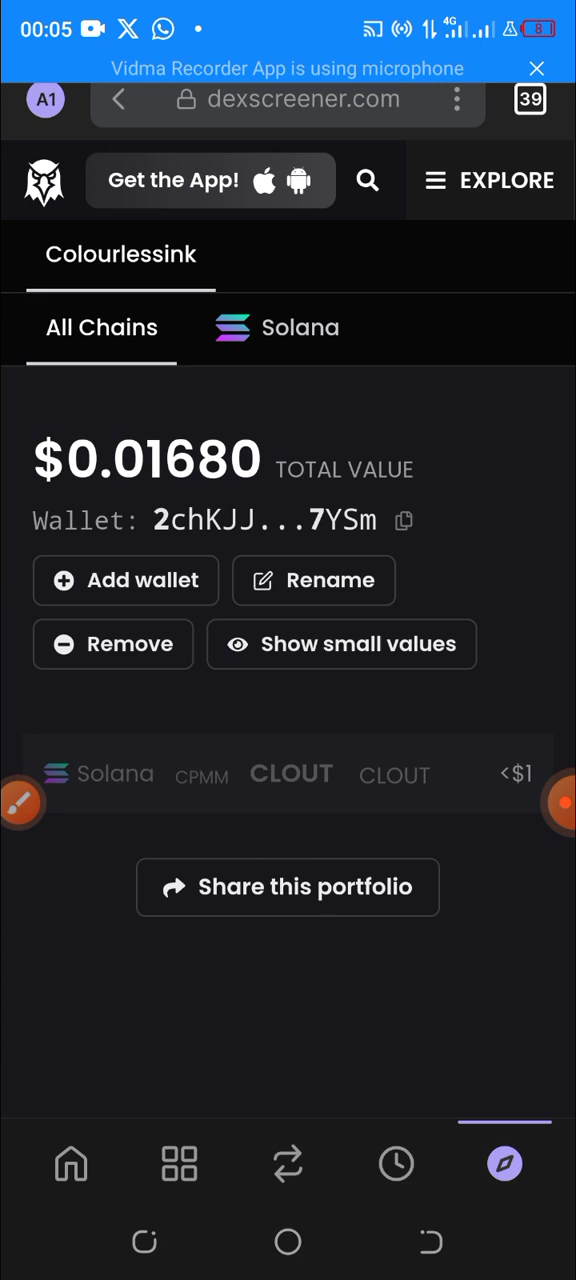 00:05 4G 8
Vidma Recorder App is using microphone
A1 dexscreener.com 39
Get the App! EXPLORE
Colourlessink
All Chains Solana
$0.01680 TOTAL VALUE
Wallet: 2chKJJ...7YSm
Add wallet Rename
Remove Show small values
Solana CPMM CLOUT CLOUT <$1
Share this portfolio